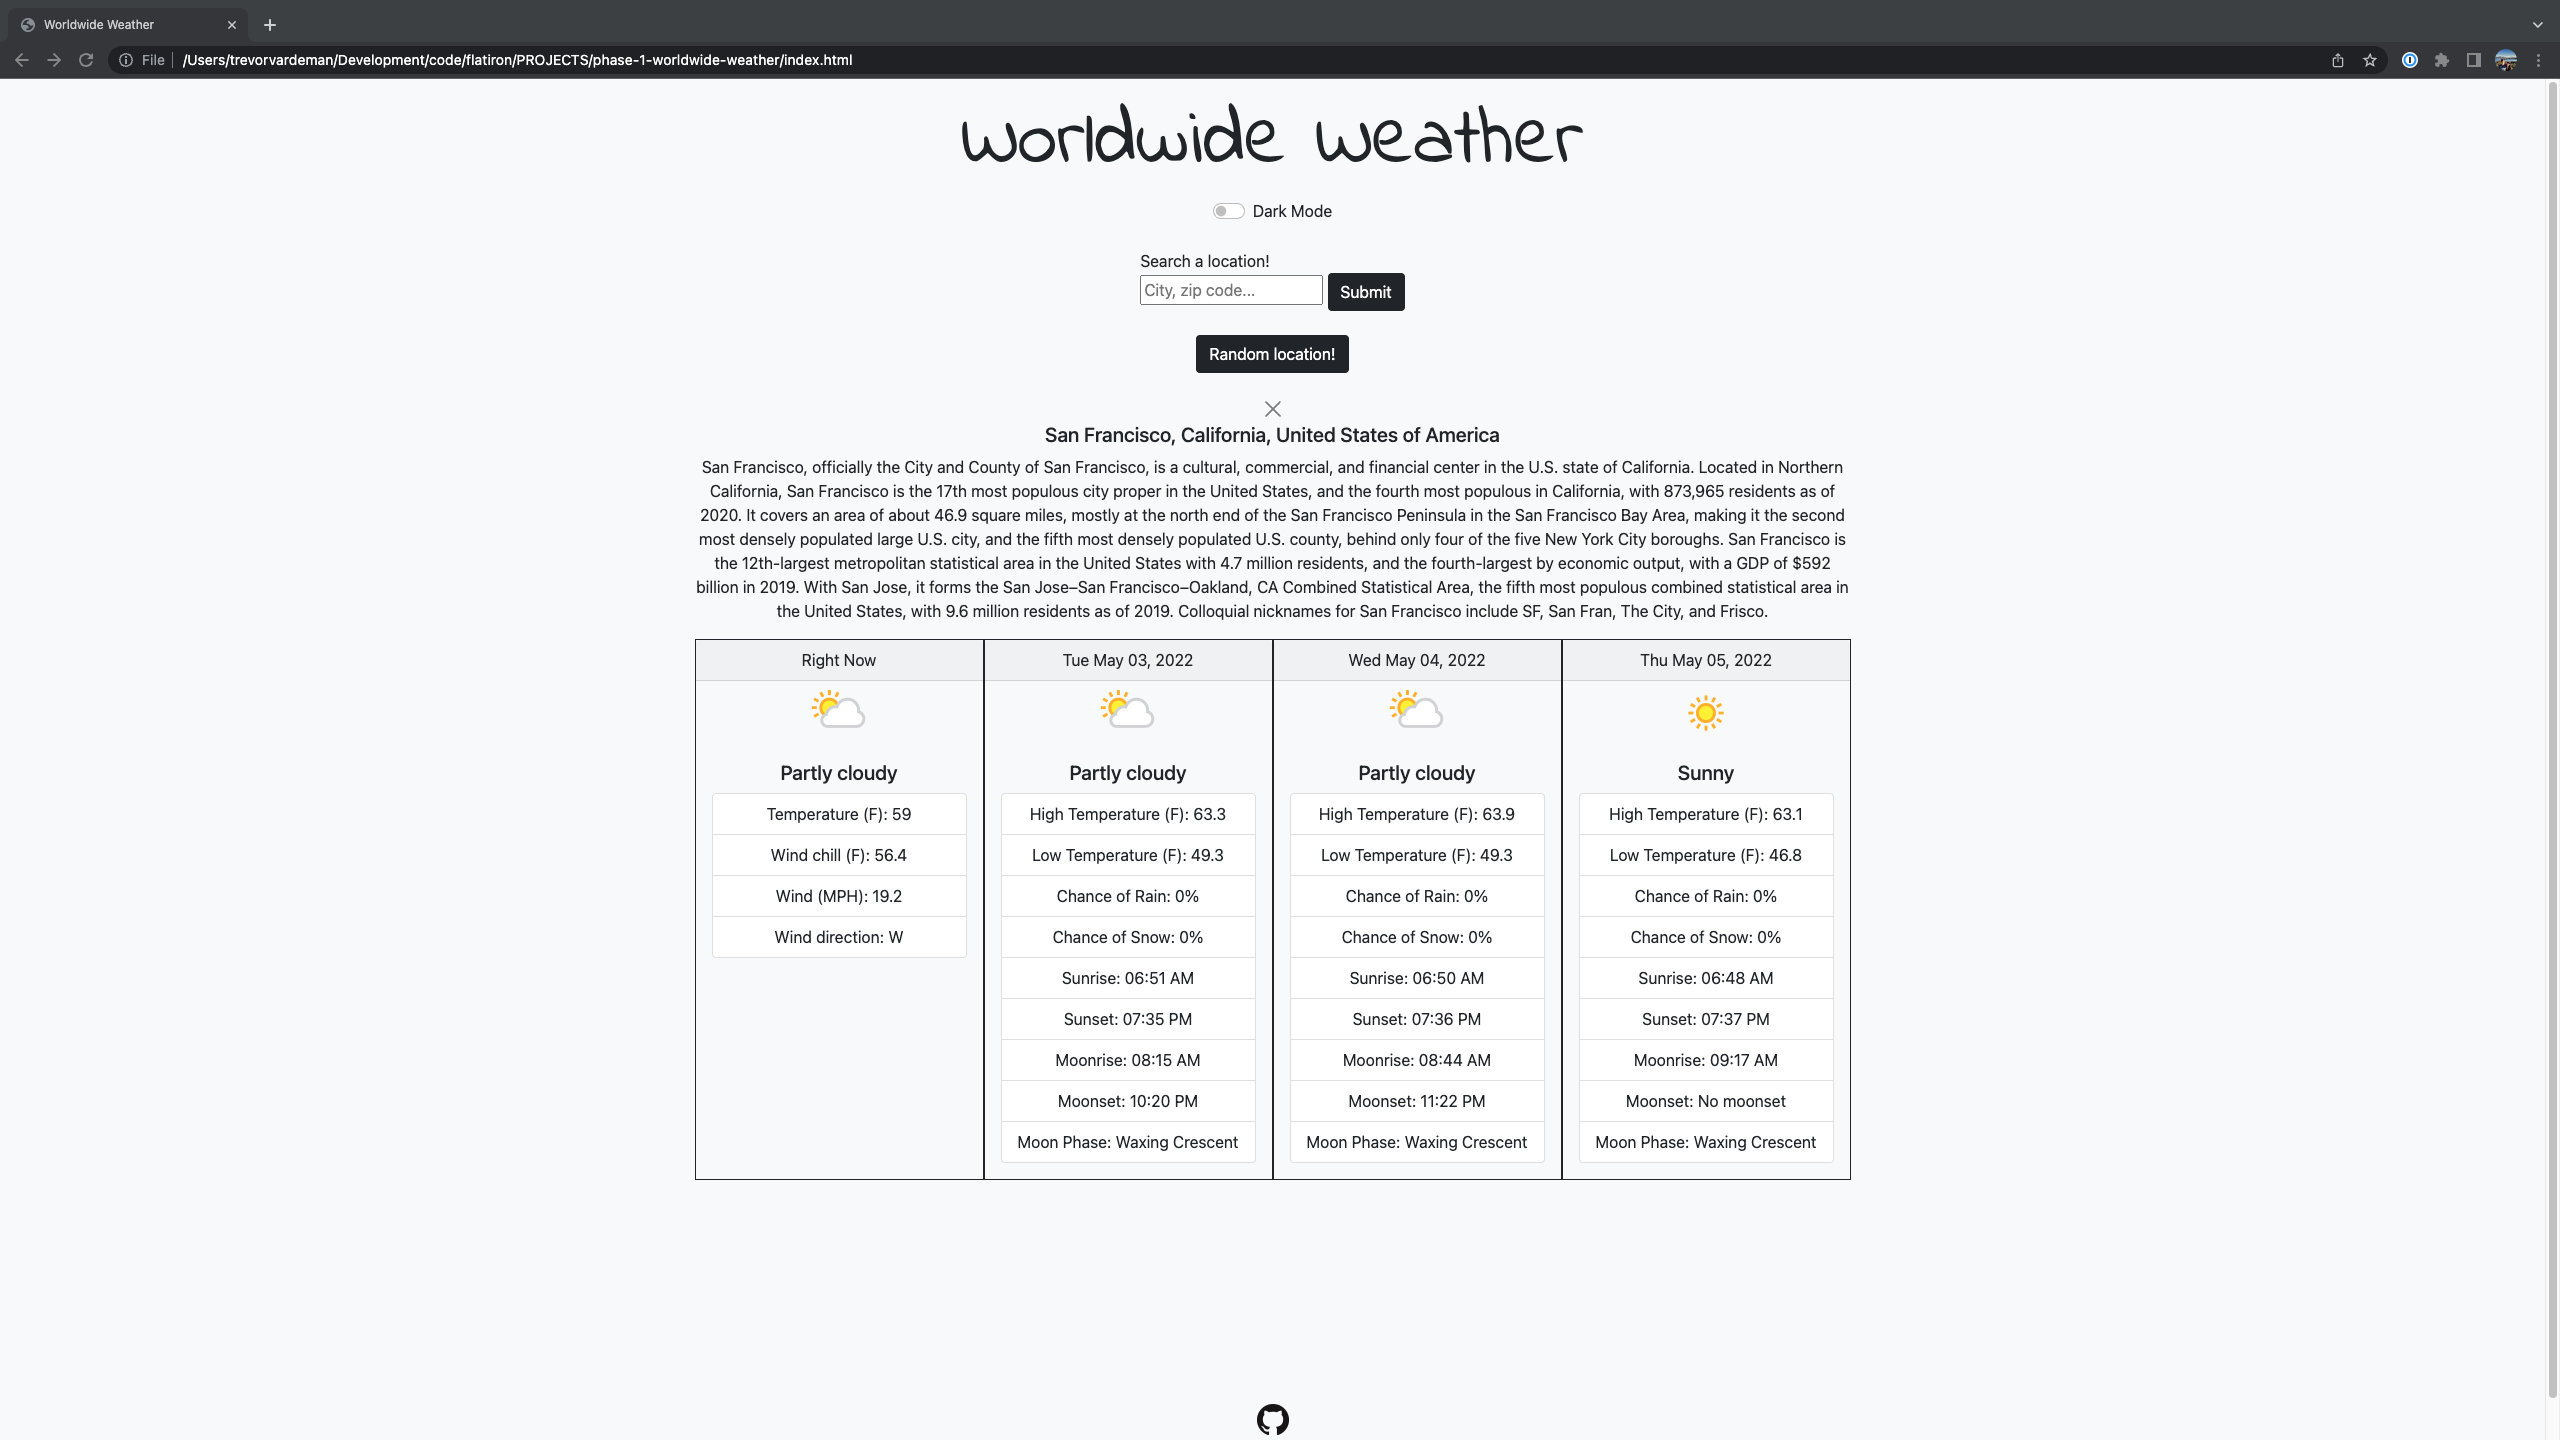 Worldwide Weather
File
/Users/trevorvardeman/Development/code/flatiron/PROJECTS/phase-1-worldwide-weather/index.html
worldwide weather
Dark Mode
Search a location!
City, zip code...
Submit
Random location!
San Francisco, California, United States of America
San Francisco, officially the City and County of San Francisco, is a cultural, commercial, and financial center in the U.S. state of California. Located in Northern
California, San Francisco is the 17th most populous city proper in the United States, and the fourth most populous in California, with 873,965 residents as of
2020. It covers an area of about 46.9 square miles, mostly at the north end of the San Francisco Peninsula in the San Francisco Bay Area, making it the second
most densely populated large U.S. city, and the fifth most densely populated U.S. county, behind only four of the five New York City boroughs. San Francisco is
the 12th-largest metropolitan statistical area in the United States with 4.7 million residents, and the fourth-largest by economic output, with a GDP of $592
billion in 2019. With San Jose, it forms the San Jose–San Francisco–Oakland, CA Combined Statistical Area, the fifth most populous combined statistical area in
the United States, with 9.6 million residents as of 2019. Colloquial nicknames for San Francisco include SF, San Fran, The City, and Frisco.
Right Now
Partly cloudy
Temperature (F): 59
Wind chill (F): 56.4
Wind (MPH): 19.2
Wind direction: W
Tue May 03, 2022
Partly cloudy
High Temperature (F): 63.3
Low Temperature (F): 49.3
Chance of Rain: 0%
Chance of Snow: 0%
Sunrise: 06:51 AM
Sunset: 07:35 PM
Moonrise: 08:15 AM
Moonset: 10:20 PM
Moon Phase: Waxing Crescent
Wed May 04, 2022
Partly cloudy
High Temperature (F): 63.9
Low Temperature (F): 49.3
Chance of Rain: 0%
Chance of Snow: 0%
Sunrise: 06:50 AM
Sunset: 07:36 PM
Moonrise: 08:44 AM
Moonset: 11:22 PM
Moon Phase: Waxing Crescent
Thu May 05, 2022
Sunny
High Temperature (F): 63.1
Low Temperature (F): 46.8
Chance of Rain: 0%
Chance of Snow: 0%
Sunrise: 06:48 AM
Sunset: 07:37 PM
Moonrise: 09:17 AM
Moonset: No moonset
Moon Phase: Waxing Crescent